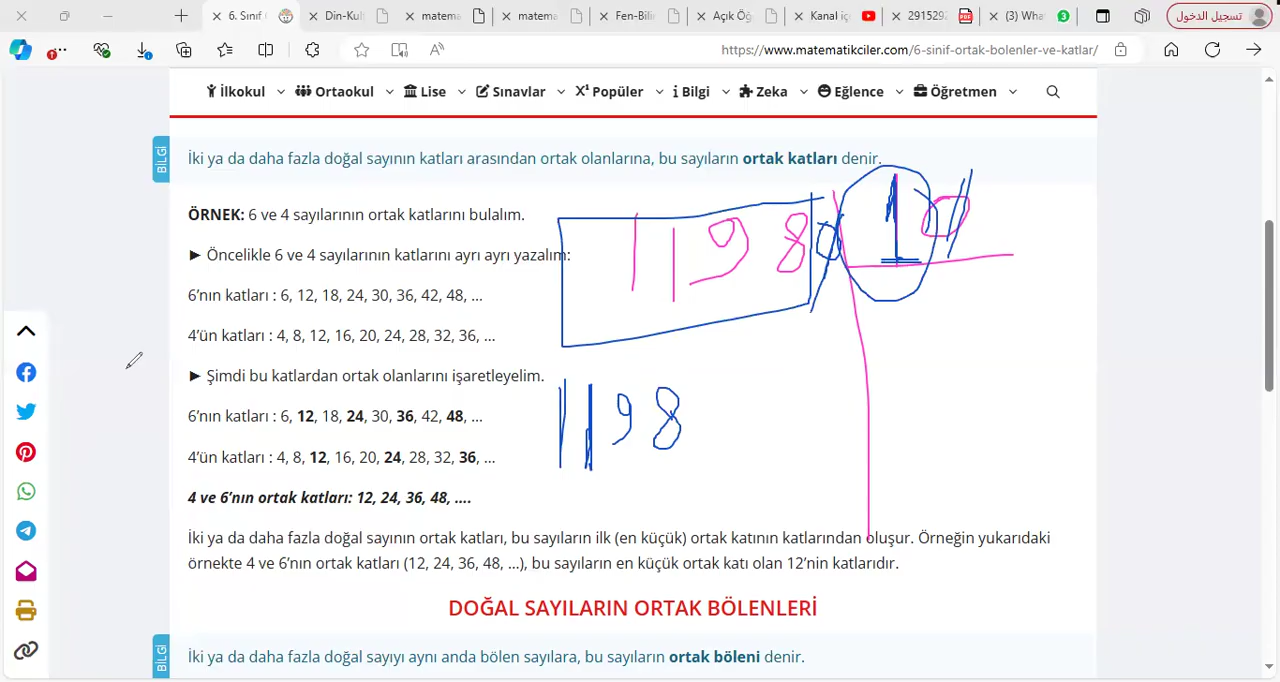 6. Sınıf
Din-Kul
matema
matema
Fen-Bilin
Açık Öğ
Kanal iç
2915292
PDF
(3) Wha
3
تسجيل الدخول
https://www.matematikciler.com/6-sinif-ortak-bolenler-ve-katlar/
İlkokul
Ortaokul
Lise
Sınavlar
X² Popüler
i Bilgi
Zeka
Eğlence
Öğretmen
BİLGİ
İki ya da daha fazla doğal sayının katları arasından ortak olanlarına, bu sayıların ortak katları denir.
ÖRNEK: 6 ve 4 sayılarının ortak katlarını bulalım.
► Öncelikle 6 ve 4 sayılarının katlarını ayrı ayrı yazalım:
11980 10
6’nın katları : 6, 12, 18, 24, 30, 36, 42, 48, …
4’ün katları : 4, 8, 12, 16, 20, 24, 28, 32, 36, …
► Şimdi bu katlardan ortak olanlarını işaretleyelim.
6’nın katları : 6, 12, 18, 24, 30, 36, 42, 48, …
1198
4’ün katları : 4, 8, 12, 16, 20, 24, 28, 32, 36, …
4 ve 6’nın ortak katları: 12, 24, 36, 48, ….
İki ya da daha fazla doğal sayının ortak katları, bu sayıların ilk (en küçük) ortak katının katlarından oluşur. Örneğin yukarıdaki
örnekte 4 ve 6’nın ortak katları (12, 24, 36, 48, …), bu sayıların en küçük ortak katı olan 12’nin katlarıdır.
DOĞAL SAYILARIN ORTAK BÖLENLERİ
BİLGİ
İki ya da daha fazla doğal sayıyı aynı anda bölen sayılara, bu sayıların ortak böleni denir.